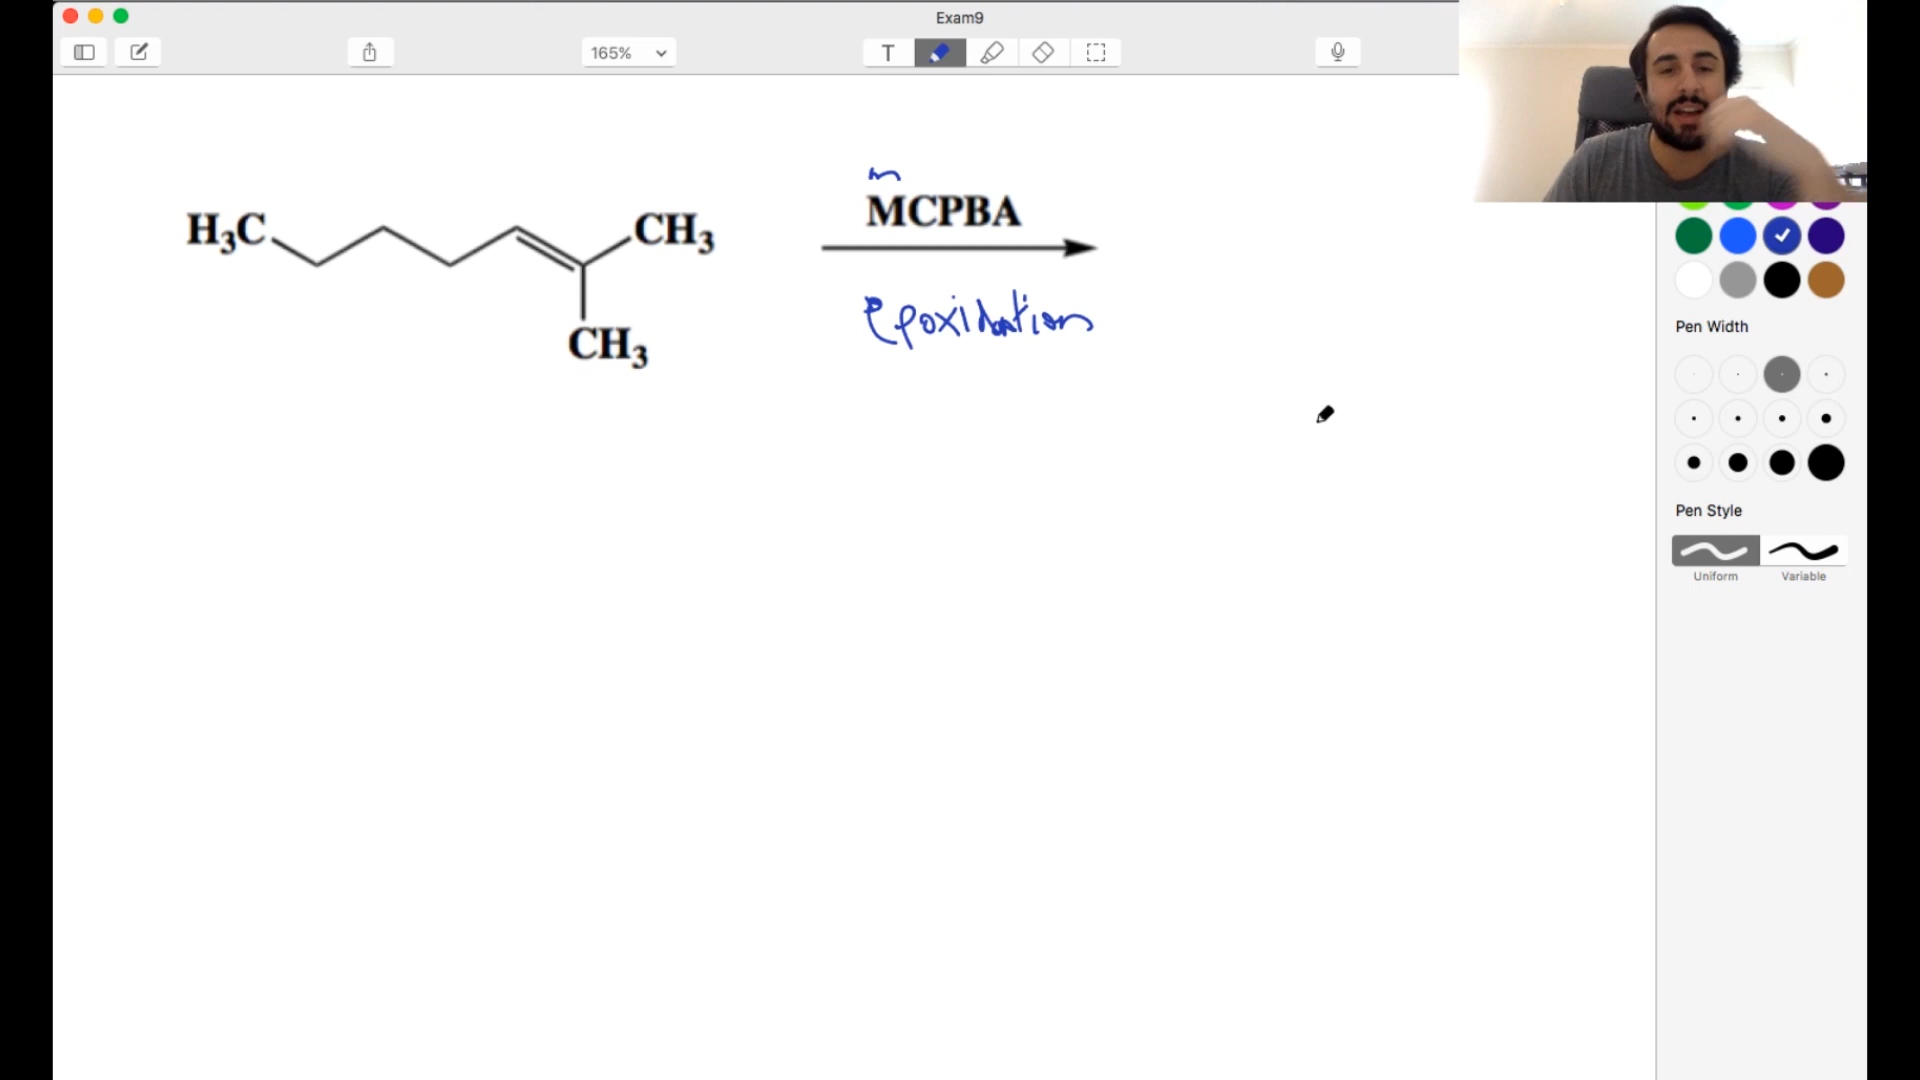 Exam9
165%
T
m
MCPBA
H₃C
CH₃
epoxidation
CH₃
Pen Width
Pen Style
Uniform Variable